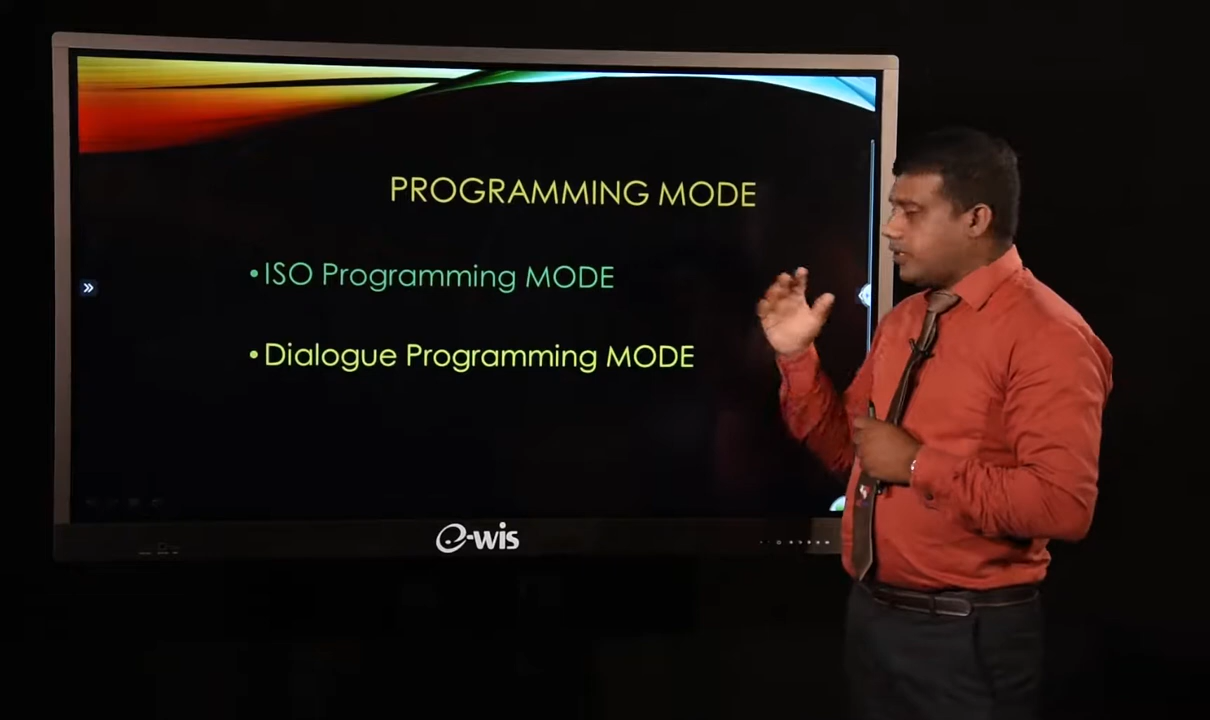 PROGRAMMING MODE
• ISO Programming MODE
• Dialogue Programming MODE
e-wis